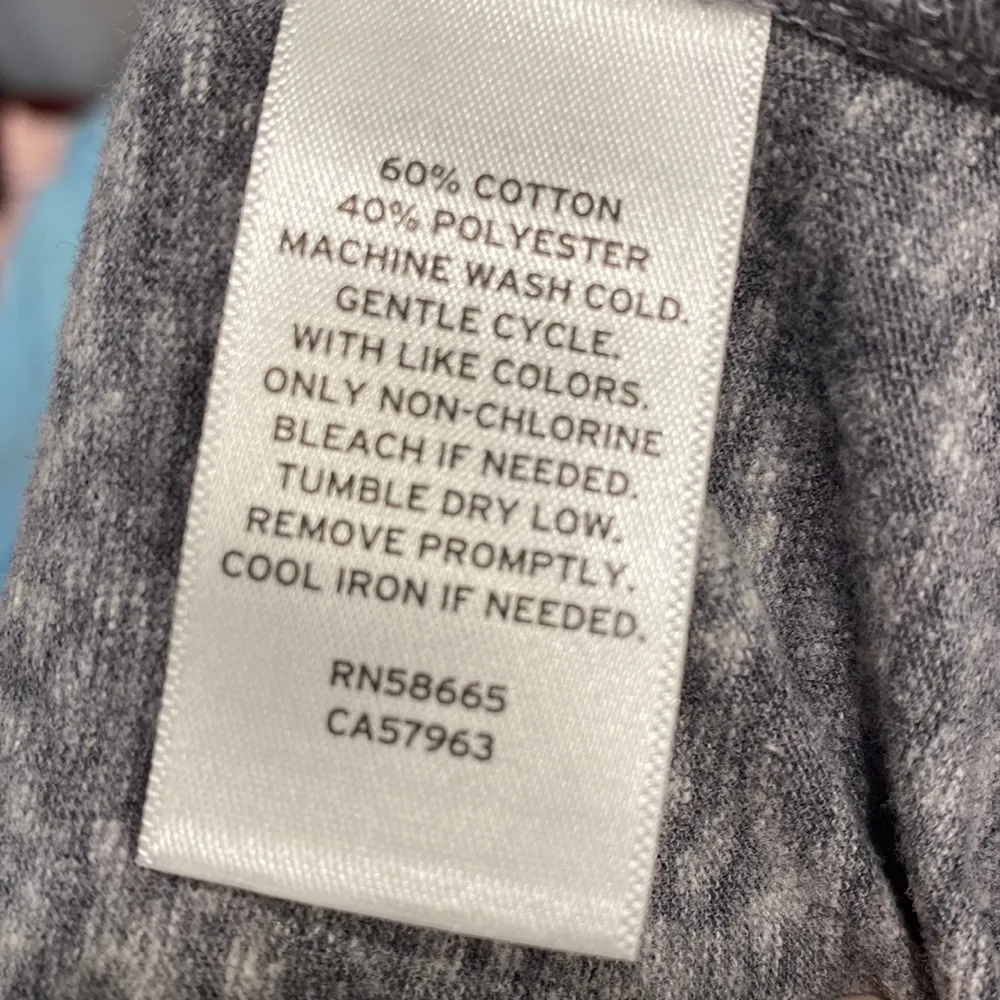 60% COTTON
40% POLYESTER
MACHINE WASH COLD.
GENTLE CYCLE.
WITH LIKE COLORS.
ONLY NON-CHLORINE
BLEACH IF NEEDED.
TUMBLE DRY LOW.
REMOVE PROMPTLY.
COOL IRON IF NEEDED.
RN58665
CA57963